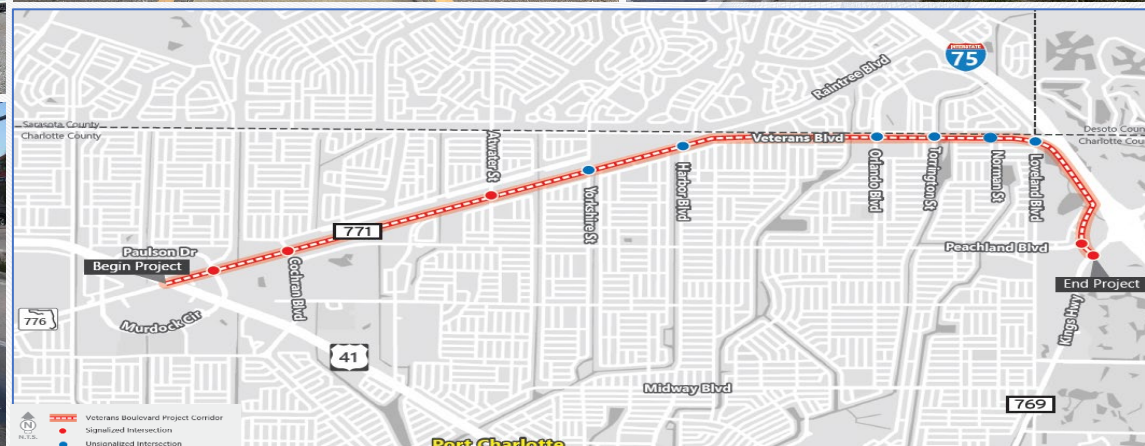 INTERSTATE
75
Raintree Blvd
Sarasota County
Charlotte County
Desoto
Charlotte
Veterans Blvd
Atwater St
Yorkshire St
Harbor Blvd
Orlando Blvd
Torrington St
Norman St
Loveland Blvd
771
Paulson Dr
Begin Project
Cochran Blvd
Peachland Blvd
End Project
776
Murdock Cir
Kings Hwy
41
Midway Blvd
769
N
N.T.S.
Veterans Boulevard Project Corridor
Signalized Intersection
Unsignalized Intersection
Port Charlotte